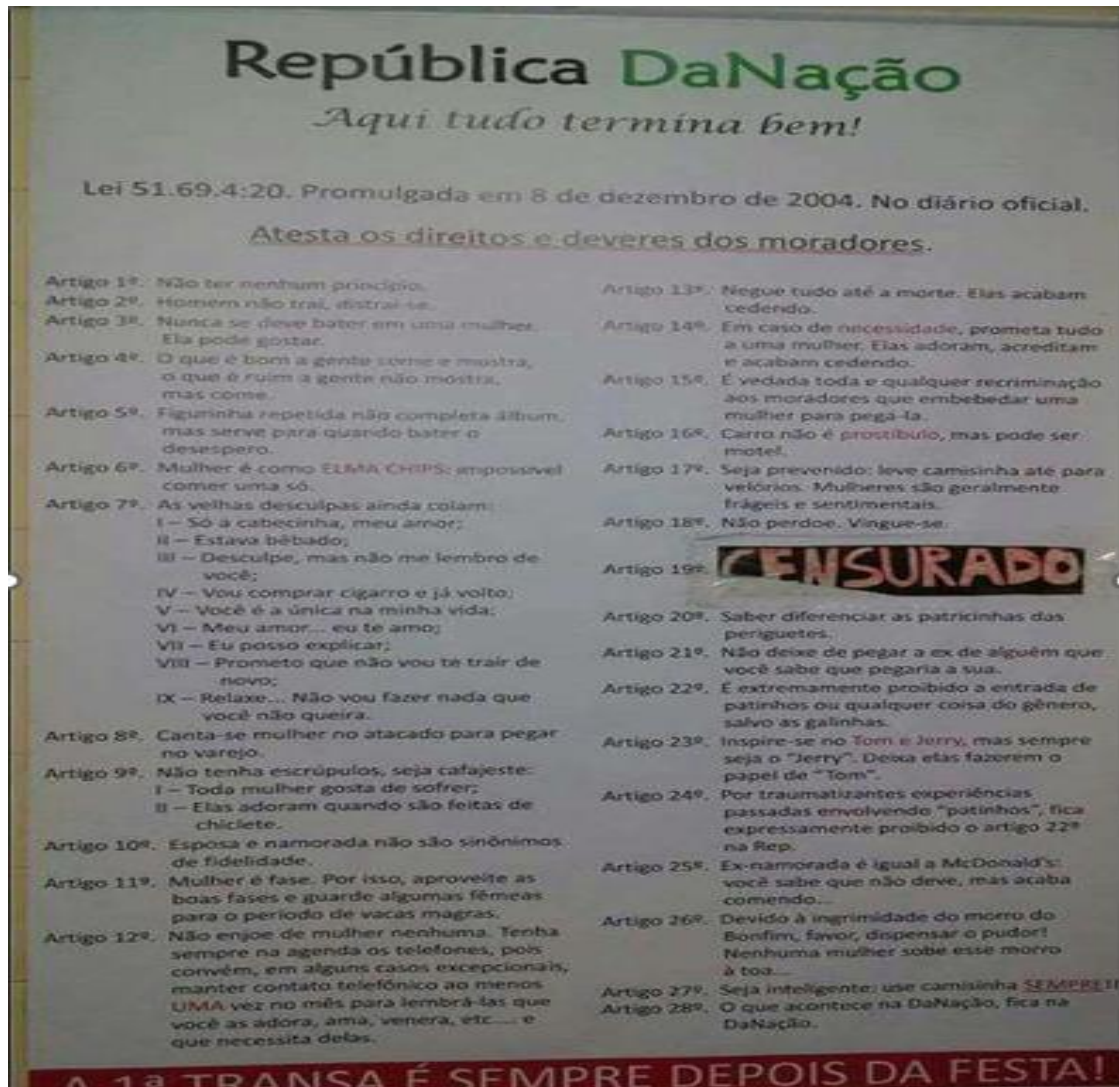 República DaNação
Aqui tudo termina bem!
Lei 51.69.4:20. Promulgada em 8 de dezembro de 2004. No diário oficial.
Atesta os direitos e deveres dos moradores.
Artigo 1º. Não ter nenhum princípio.
Artigo 2º. Homem não trai, distrai-se.
Artigo 3º. Nunca se deve bater em uma mulher.
Ela pode gostar.
Artigo 4º. O que é bom a gente come e mostra,
o que é ruim a gente não mostra,
mas come.
Artigo 5º. Figurinha repetida não completa álbum,
mas serve para quando bater o
desespero.
Artigo 6º. Mulher é como ELMA CHIPS: impossível
comer uma só.
Artigo 7º. As velhas desculpas ainda colam:
I – Só a cabecinha, meu amor;
II – Estava bêbado;
III – Desculpe, mas não me lembro de
você;
IV – Vou comprar cigarro e já volto;
V – Você é a única na minha vida;
VI – Meu amor... eu te amo;
VII – Eu posso explicar;
VIII – Prometo que não vou te trair de
novo;
IX – Relaxe... Não vou fazer nada que
você não queira.
Artigo 8º. Canta-se mulher no atacado para pegar
no varejo.
Artigo 9º. Não tenha escrúpulos, seja cafajeste:
I – Toda mulher gosta de sofrer;
II – Elas adoram quando são feitas de
chiclete.
Artigo 10º. Esposa e namorada não são sinônimos
de fidelidade.
Artigo 11º. Mulher é fase. Por isso, aproveite as
boas fases e guarde algumas fêmeas
para o período de vacas magras.
Artigo 12º. Não enjoe de mulher nenhuma. Tenha
sempre na agenda os telefones, pois
convém, em alguns casos excepcionais,
manter contato telefônico ao menos
UMA vez no mês para lembrá-las que
você as adora, ama, venera, etc.... e
que necessita delas.
Artigo 13º. Negue tudo até a morte. Elas acabam
cedendo.
Artigo 14º. Em caso de necessidade, prometa tudo
a uma mulher. Elas adoram, acreditam
e acabam cedendo.
Artigo 15º. É vedada toda e qualquer recriminação
aos moradores que embebedar uma
mulher para pegá-la.
Artigo 16º. Carro não é prostíbulo, mas pode ser
motel.
Artigo 17º. Seja prevenido: leve camisinha até para
velórios. Mulheres são geralmente
frágeis e sentimentais.
Artigo 18º. Não perdoe. Vingue-se.
Artigo 19º. CENSURADO
Artigo 20º. Saber diferenciar as patricinhas das
periguetes.
Artigo 21º. Não deixe de pegar a ex de alguém que
você sabe que pegaria a sua.
Artigo 22º. É extremamente proibido a entrada de
patinhos ou qualquer coisa do gênero,
salvo as galinhas.
Artigo 23º. Inspire-se no Tom e Jerry, mas sempre
seja o "Jerry". Deixa elas fazerem o
papel de "Tom".
Artigo 24º. Por traumatizantes experiências
passadas envolvendo "patinhos", fica
expressamente proibido o artigo 22º
na Rep.
Artigo 25º. Ex-namorada é igual a McDonald's:
você sabe que não deve, mas acaba
comendo...
Artigo 26º. Devido à ingrimidade do morro do
Bonfim, favor, dispensar o pudor!
Nenhuma mulher sobe esse morro
à toa...
Artigo 27º. Seja inteligente: use camisinha SEMPRE!!
Artigo 28º. O que acontece na DaNação, fica na
DaNação.
A 1ª TRANSA É SEMPRE DEPOIS DA FESTA!